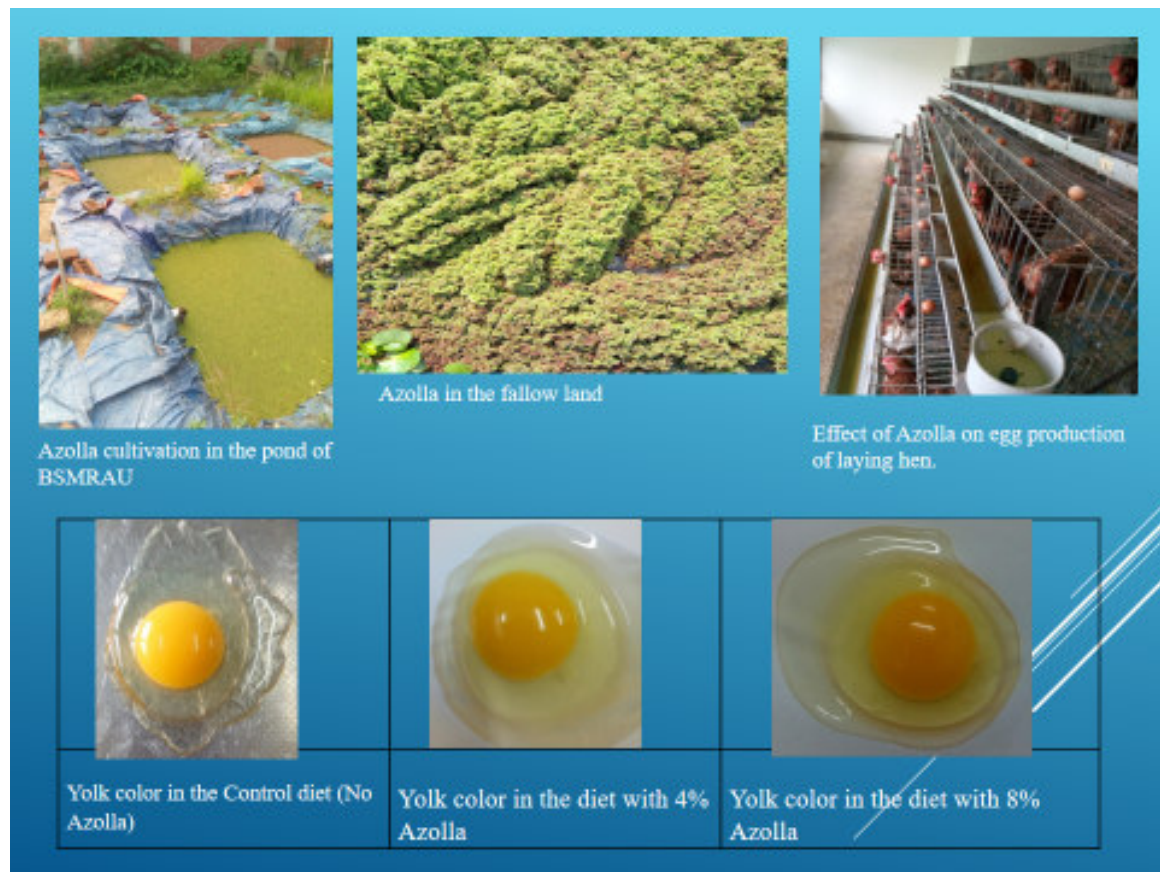 Azolla cultivation in the pond of
BSMRAU
Azolla in the fallow land
Effect of Azolla on egg production
of laying hen.
Yolk color in the Control diet (No
Azolla)
Yolk color in the diet with 4%
Azolla
Yolk color in the diet with 8%
Azolla